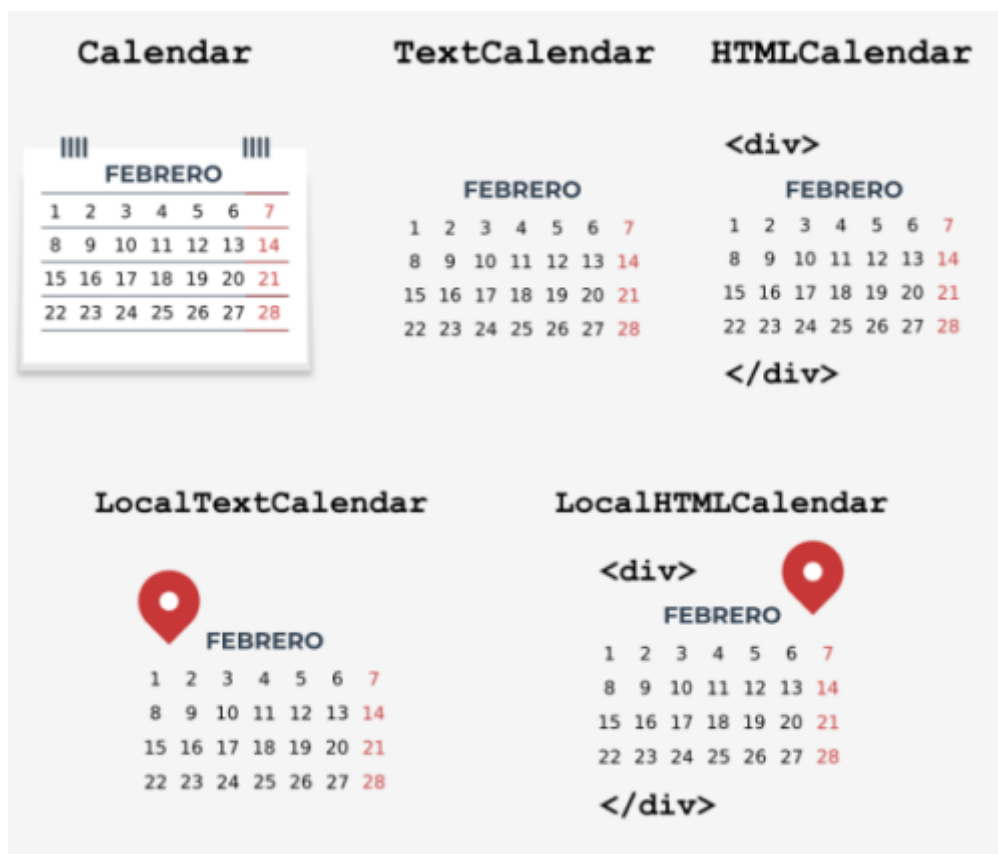 Calendar
FEBRERO
1 2 3 4 5 6 7
8 9 10 11 12 13 14
15 16 17 18 19 20 21
22 23 24 25 26 27 28
TextCalendar
FEBRERO
1 2 3 4 5 6 7
8 9 10 11 12 13 14
15 16 17 18 19 20 21
22 23 24 25 26 27 28
HTMLCalendar
<div>
FEBRERO
1 2 3 4 5 6 7
8 9 10 11 12 13 14
15 16 17 18 19 20 21
22 23 24 25 26 27 28
</div>
LocalTextCalendar
FEBRERO
1 2 3 4 5 6 7
8 9 10 11 12 13 14
15 16 17 18 19 20 21
22 23 24 25 26 27 28
LocalHTMLCalendar
<div>
FEBRERO
1 2 3 4 5 6 7
8 9 10 11 12 13 14
15 16 17 18 19 20 21
22 23 24 25 26 27 28
</div>